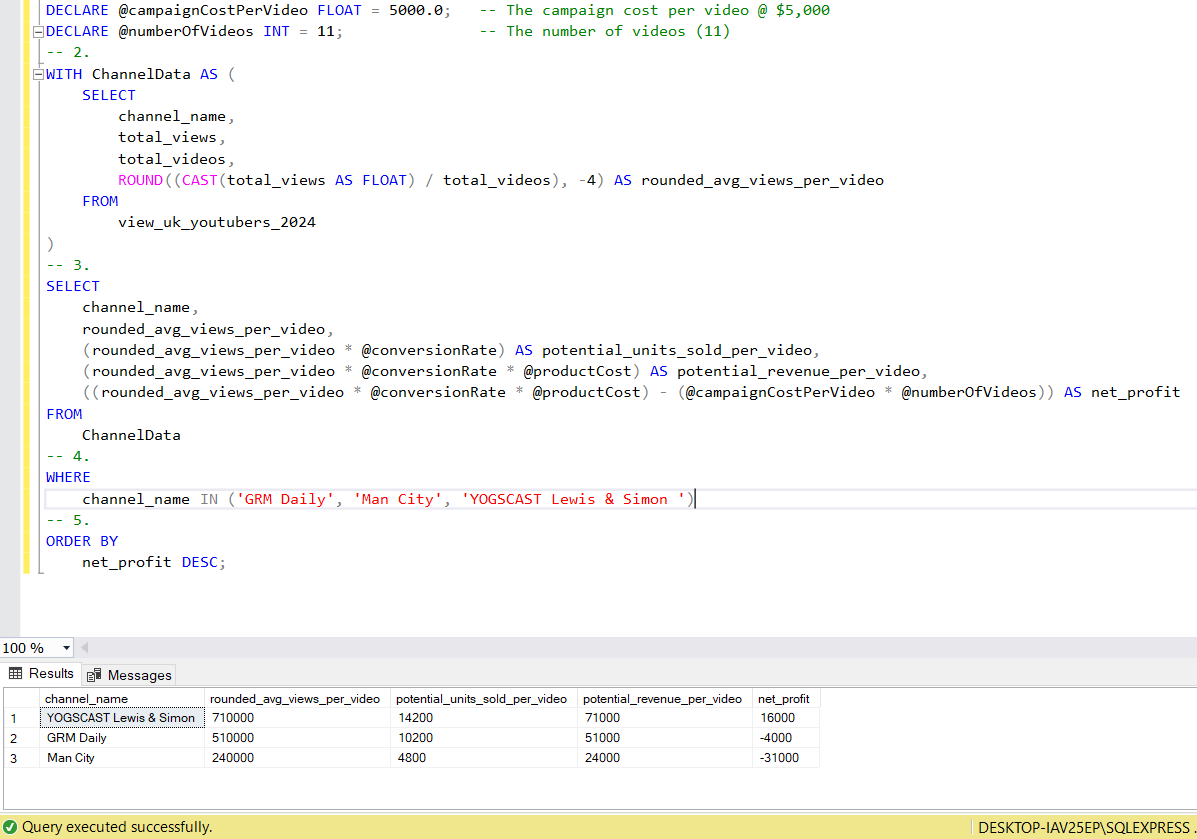 DECLARE @campaignCostPerVideo FLOAT = 5000.0;   -- The campaign cost per video @ $5,000
DECLARE @numberOfVideos INT = 11;               -- The number of videos (11)
-- 2.
WITH ChannelData AS (
    SELECT
        channel_name,
        total_views,
        total_videos,
        ROUND((CAST(total_views AS FLOAT) / total_videos), -4) AS rounded_avg_views_per_video
    FROM
        view_uk_youtubers_2024
)
-- 3.
SELECT
    channel_name,
    rounded_avg_views_per_video,
    (rounded_avg_views_per_video * @conversionRate) AS potential_units_sold_per_video,
    (rounded_avg_views_per_video * @conversionRate * @productCost) AS potential_revenue_per_video,
    ((rounded_avg_views_per_video * @conversionRate * @productCost) - (@campaignCostPerVideo * @numberOfVideos)) AS net_profit
FROM
    ChannelData
-- 4.
WHERE
    channel_name IN ('GRM Daily', 'Man City', 'YOGSCAST Lewis & Simon ')
-- 5.
ORDER BY
    net_profit DESC;
100 %
Results Messages
channel_name rounded_avg_views_per_video potential_units_sold_per_video potential_revenue_per_video net_profit
1 YOGSCAST Lewis & Simon 710000 14200 71000 16000
2 GRM Daily 510000 10200 51000 -4000
3 Man City 240000 4800 24000 -31000
Query executed successfully. DESKTOP-IAV25EP\SQLEXPRESS .